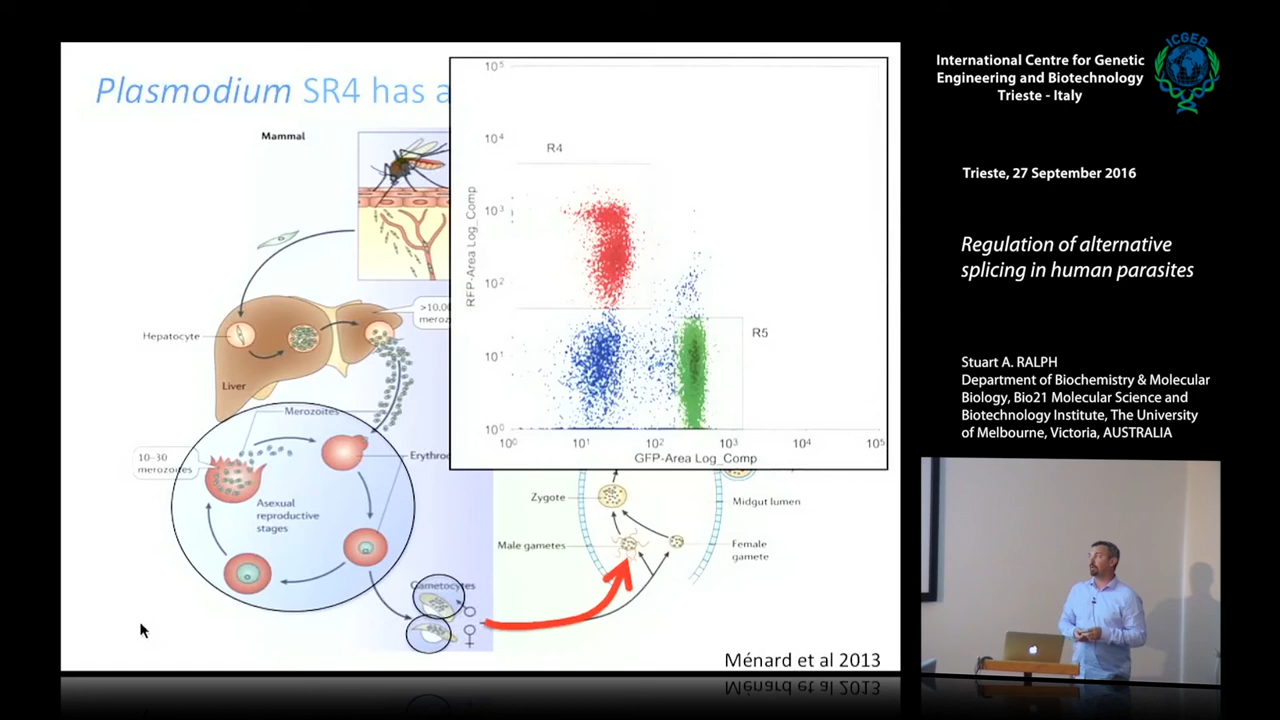 Plasmodium SR4 has a
Mammal
Hepatocyte
Liver
Merozoites
10–30
merozoites
Asexual
reproductive
stages
Gametocytes
♂
♀
10⁵
10⁴
10³
10²
10¹
10⁰
RFP-Area Log_Comp
R4
R5
10⁰ 10¹ 10² 10³ 10⁴ 10⁵
GFP-Area Log_Comp
Zygote
Midgut lumen
Male gametes
Female
gamete
Ménard et al 2013
International Centre for Genetic
Engineering and Biotechnology
Trieste - Italy
ICGEB
Trieste, 27 September 2016
Regulation of alternative
splicing in human parasites
Stuart A. RALPH
Department of Biochemistry & Molecular
Biology, Bio21 Molecular Science and
Biotechnology Institute, The University
of Melbourne, Victoria, AUSTRALIA